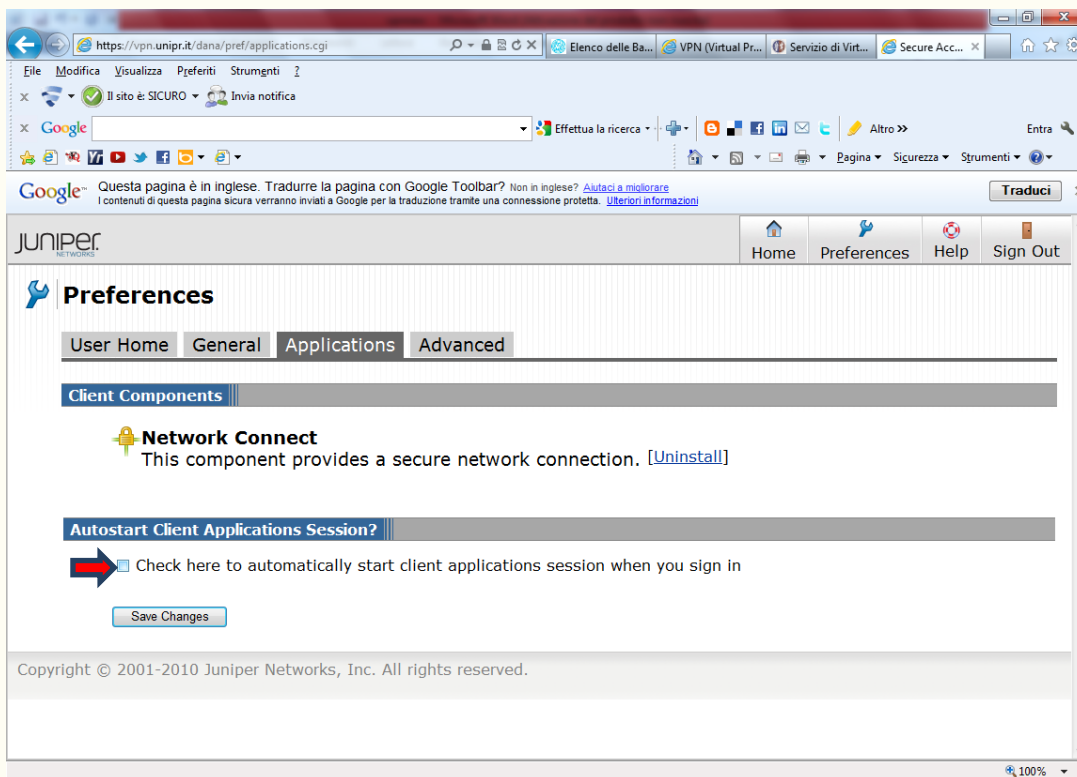 https://vpn.unipr.it/dana/pref/applications.cgi
Elenco delle Ba...
VPN (Virtual Pr...
Servizio di Virt...
Secure Acc...
File Modifica Visualizza Preferiti Strumenti ?
Il sito è: SICURO Invia notifica
Google Effettua la ricerca Altro >> Entra
Pagina Sicurezza Strumenti
Google Questa pagina è in inglese. Tradurre la pagina con Google Toolbar? Non in inglese? Aiutaci a migliorare Traduci
I contenuti di questa pagina sicura verranno inviati a Google per la traduzione tramite una connessione protetta. Ulteriori informazioni
JUNIPER
NETWORKS
Home Preferences Help Sign Out
Preferences
User Home General Applications Advanced
Client Components
Network Connect
This component provides a secure network connection. [Uninstall]
Autostart Client Applications Session?
Check here to automatically start client applications session when you sign in
Save Changes
Copyright © 2001-2010 Juniper Networks, Inc. All rights reserved.
100%